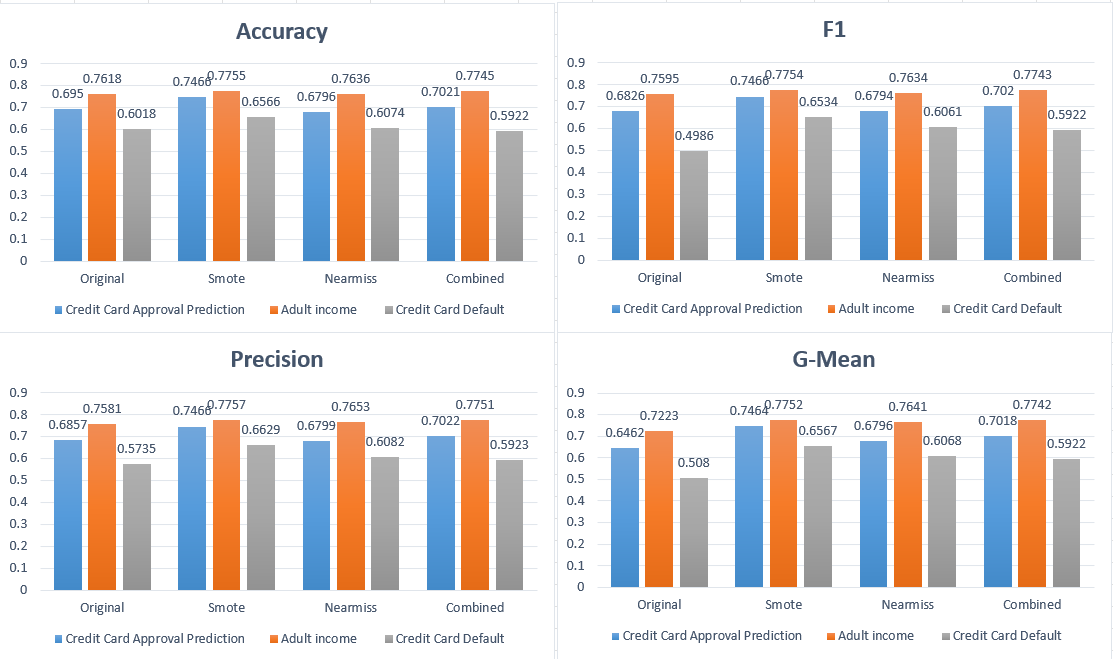 Accuracy
0.9
0.8
0.7
0.6
0.5
0.4
0.3
0.2
0.1
0
0.695 0.7618 0.6018
0.7466 0.7755 0.6566
0.6796 0.7636 0.6074
0.7021 0.7745 0.5922
Original Smote Nearmiss Combined
Credit Card Approval Prediction Adult income Credit Card Default
F1
0.9
0.8
0.7
0.6
0.5
0.4
0.3
0.2
0.1
0
0.6826 0.7595 0.4986
0.7466 0.7754 0.6534
0.6794 0.7634 0.6061
0.702 0.7743 0.5922
Original Smote Nearmiss Combined
Credit Card Approval Prediction Adult income Credit Card Default
Precision
0.9
0.8
0.7
0.6
0.5
0.4
0.3
0.2
0.1
0
0.6857 0.7581 0.5735
0.7466 0.7757 0.6629
0.6799 0.7653 0.6082
0.7022 0.7751 0.5923
Original Smote Nearmiss Combined
Credit Card Approval Prediction Adult income Credit Card Default
G-Mean
0.9
0.8
0.7
0.6
0.5
0.4
0.3
0.2
0.1
0
0.6462 0.7223 0.508
0.7464 0.7752 0.6567
0.6796 0.7641 0.6068
0.7018 0.7742 0.5922
Original Smote Nearmiss Combined
Credit Card Approval Prediction Adult income Credit Card Default